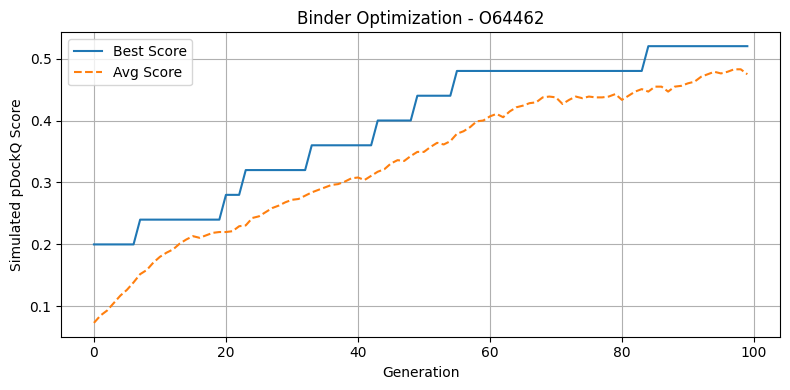 Binder Optimization - O64462
Best Score
Avg Score
Simulated pDockQ Score
0.5
0.4
0.3
0.2
0.1
0
20
40
60
80
100
Generation